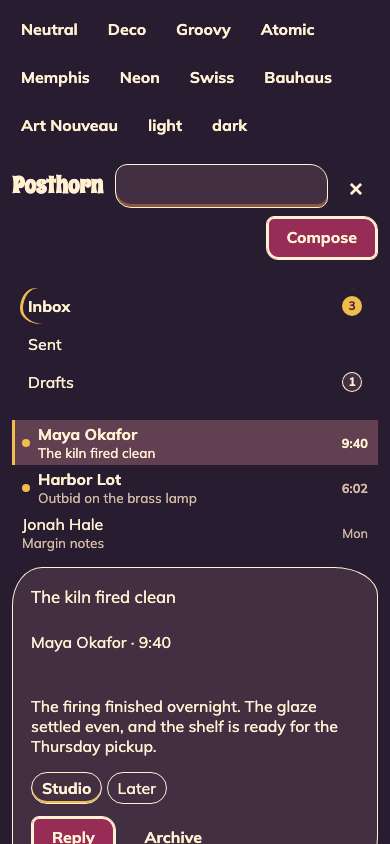 Neutral Deco Groovy Atomic
Memphis Neon Swiss Bauhaus
Art Nouveau light dark
Posthorn ×
Compose
Inbox 3
Sent
Drafts 1
Maya Okafor 9:40
The kiln fired clean
Harbor Lot 6:02
Outbid on the brass lamp
Jonah Hale Mon
Margin notes
The kiln fired clean
Maya Okafor · 9:40
The firing finished overnight. The glaze
settled even, and the shelf is ready for the
Thursday pickup.
Studio Later
Reply Archive